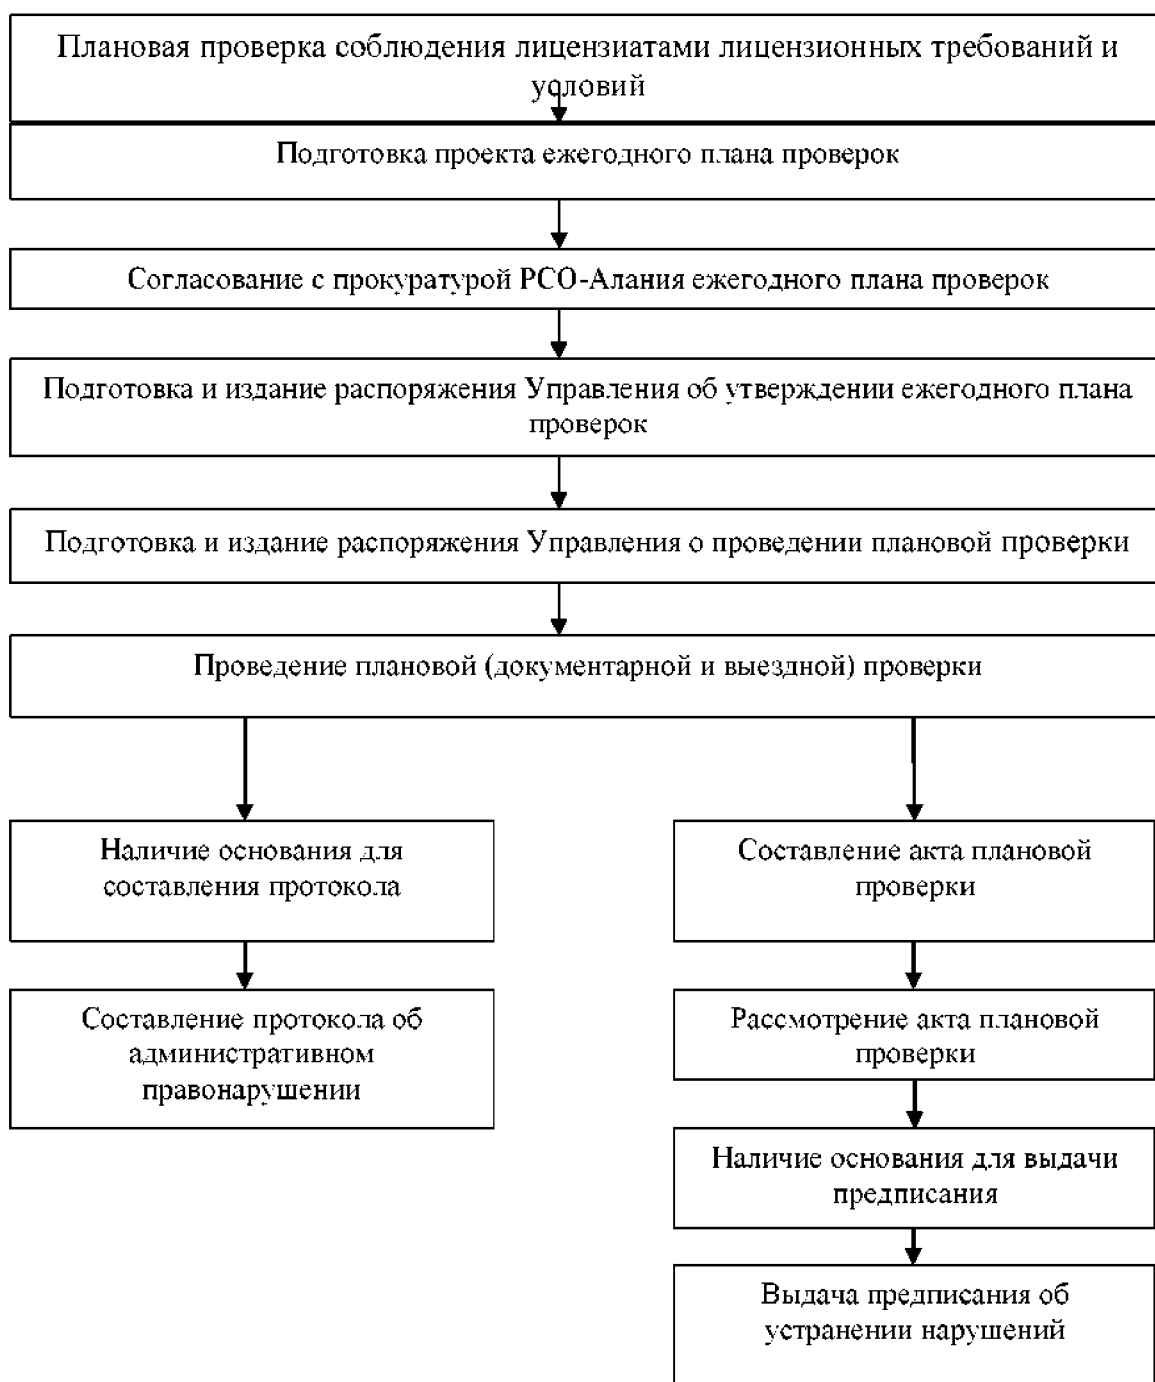 Плановая проверка соблюдения лицензиатами лицензионных требований и
условий
Подготовка проекта ежегодного плана проверок
Согласование с прокуратурой РСО-Алания ежегодного плана проверок
Подготовка и издание распоряжения Управления об утверждении ежегодного плана
проверок
Подготовка и издание распоряжения Управления о проведении плановой проверки
Проведение плановой (документарной и выездной) проверки
Наличие основания для
составления протокола
Составление протокола об
административном
правонарушении
Составление акта плановой
проверки
Рассмотрение акта плановой
проверки
Наличие основания для выдачи
предписания
Выдача предписания об
устранении нарушений